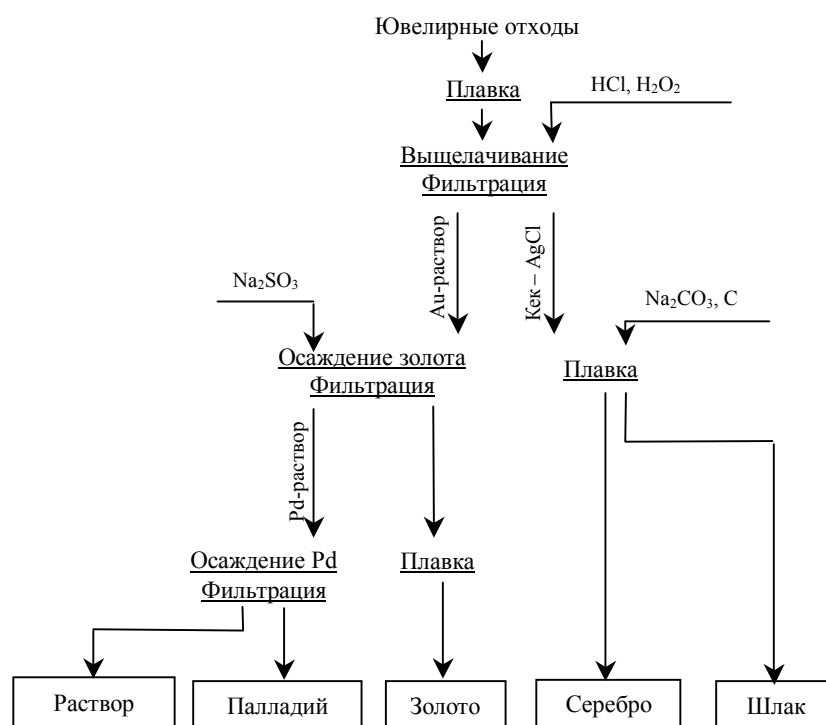 Ювелирные отходы
Плавка
HCl, H₂O₂
Выщелачивание
Фильтрация
Au-раствор
Кек – AgCl
Na₂SO₃
Na₂CO₃, C
Осаждение золота
Фильтрация
Плавка
Pd-раствор
Осаждение Pd
Фильтрация
Плавка
Раствор
Палладий
Золото
Серебро
Шлак